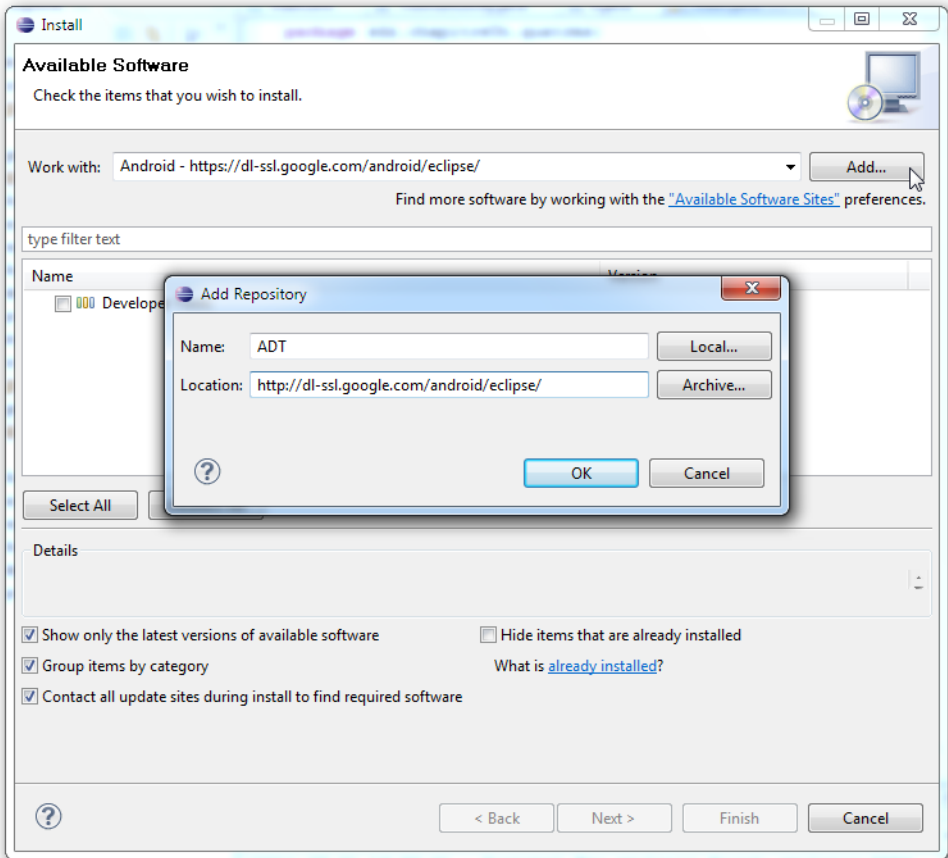 Install
Available Software
Check the items that you wish to install.
Work with: Android - https://dl-ssl.google.com/android/eclipse/ Add...
Find more software by working with the "Available Software Sites" preferences.
type filter text
Name Version
Develope
Add Repository
Name: ADT Local...
Location: http://dl-ssl.google.com/android/eclipse/ Archive...
? OK Cancel
Select All
Details
Show only the latest versions of available software Hide items that are already installed
Group items by category What is already installed?
Contact all update sites during install to find required software
? < Back Next > Finish Cancel